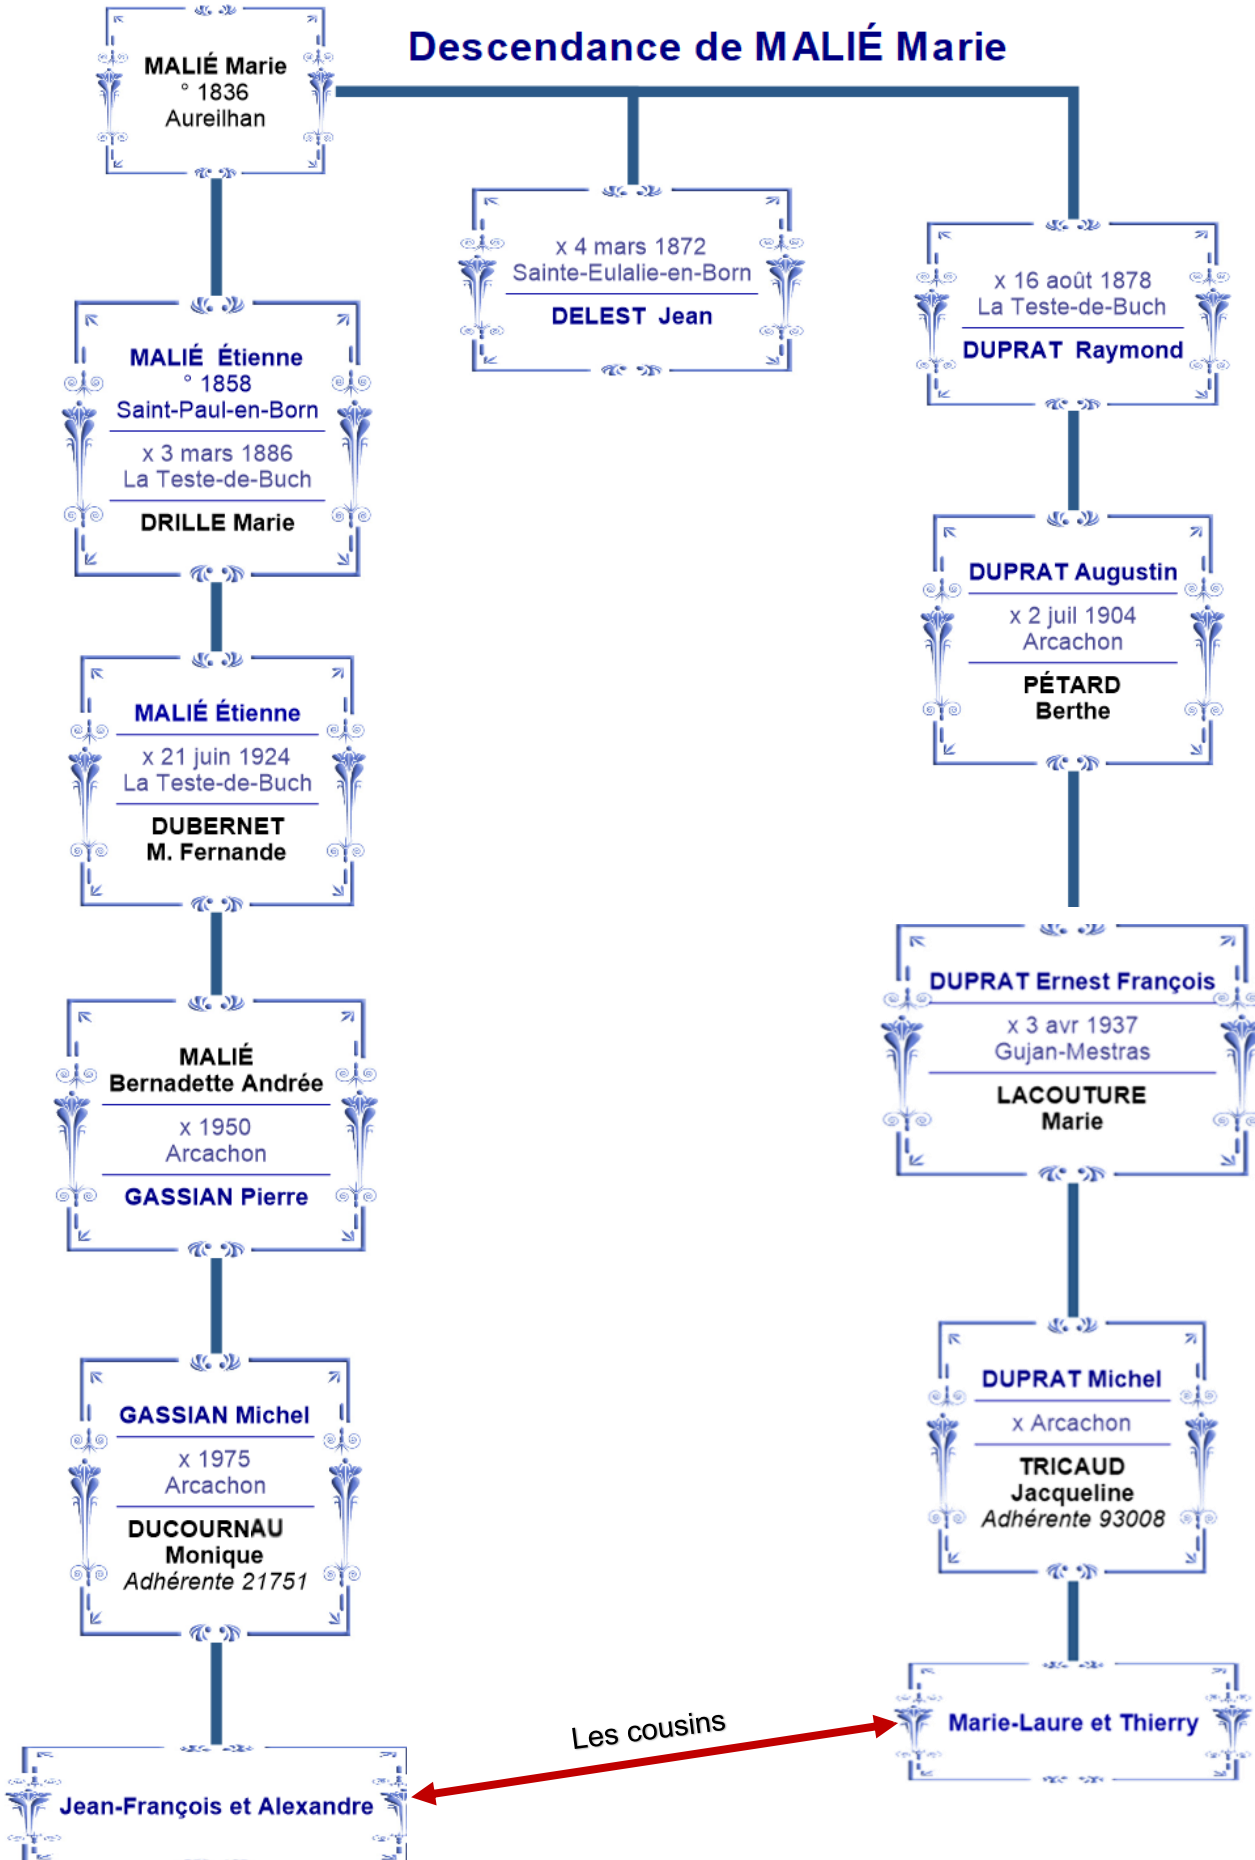 Descendance de MALIÉ Marie
MALIÉ Marie
° 1836
Aureilhan
x 4 mars 1872
Sainte-Eulalie-en-Born
DELEST Jean
x 16 août 1878
La Teste-de-Buch
DUPRAT Raymond
MALIÉ Étienne
° 1858
Saint-Paul-en-Born
x 3 mars 1886
La Teste-de-Buch
DRILLE Marie
DUPRAT Augustin
x 2 juil 1904
Arcachon
PÉTARD
Berthe
MALIÉ Étienne
x 21 juin 1924
La Teste-de-Buch
DUBERNET
M. Fernande
DUPRAT Ernest François
x 3 avr 1937
Gujan-Mestras
LACOUTURE
Marie
MALIÉ
Bernadette Andrée
x 1950
Arcachon
GASSIAN Pierre
DUPRAT Michel
x Arcachon
TRICAUD
Jacqueline
Adhérente 93008
GASSIAN Michel
x 1975
Arcachon
DUCOURNAU
Monique
Adhérente 21751
Marie-Laure et Thierry
Les cousins
Jean-François et Alexandre